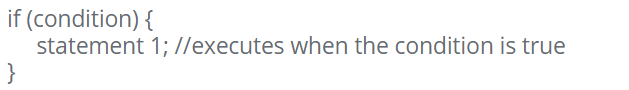 if (condition) {
statement 1; //executes when the condition is true
}